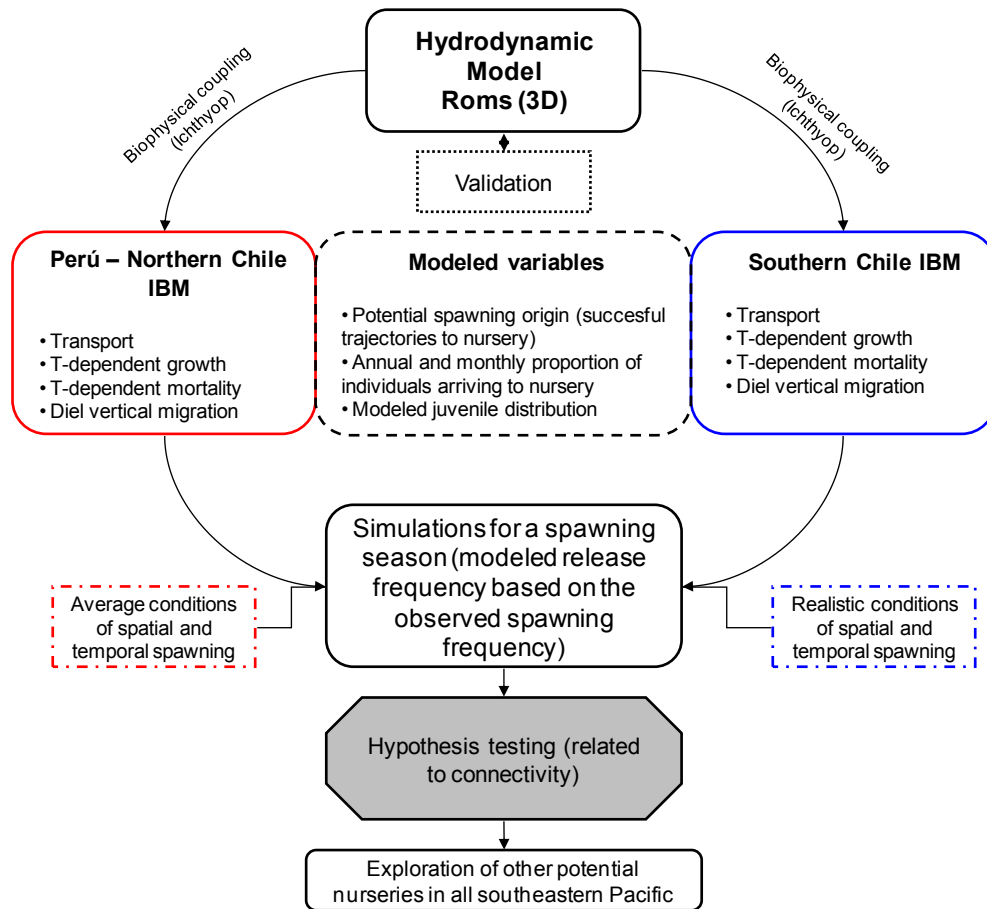 Hydrodynamic
Model
Roms (3D)
Biophysical coupling
(Ichthyop)
Biophysical coupling
(Ichthyop)
Validation
Perú – Northern Chile
IBM
• Transport
• T-dependent growth
• T-dependent mortality
• Diel vertical migration
Modeled variables
• Potential spawning origin (succesful
trajectories to nursery)
• Annual and monthly proportion of
individuals arriving to nursery
• Modeled juvenile distribution
Southern Chile IBM
• Transport
• T-dependent growth
• T-dependent mortality
• Diel vertical migration
Simulations for a spawning
season (modeled release
frequency based on the
observed spawning
frequency)
Average conditions
of spatial and
temporal spawning
Realistic conditions
of spatial and
temporal spawning
Hypothesis testing (related
to connectivity)
Exploration of other potential
nurseries in all southeastern Pacific